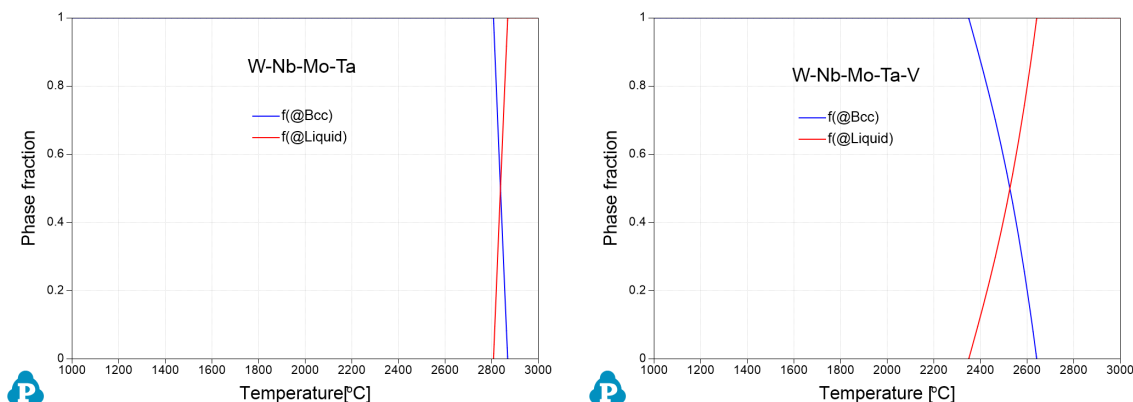 1
0.8
0.6
0.4
0.2
0
Phase fraction
W-Nb-Mo-Ta
f(@Bcc)
f(@Liquid)
1000 1200 1400 1600 1800 2000 2200 2400 2600 2800 3000
Temperature[ºC]
P
1
0.8
0.6
0.4
0.2
0
Phase fraction
W-Nb-Mo-Ta-V
f(@Bcc)
f(@Liquid)
1000 1200 1400 1600 1800 2000 2200 2400 2600 2800 3000
Temperature [ºC]
P